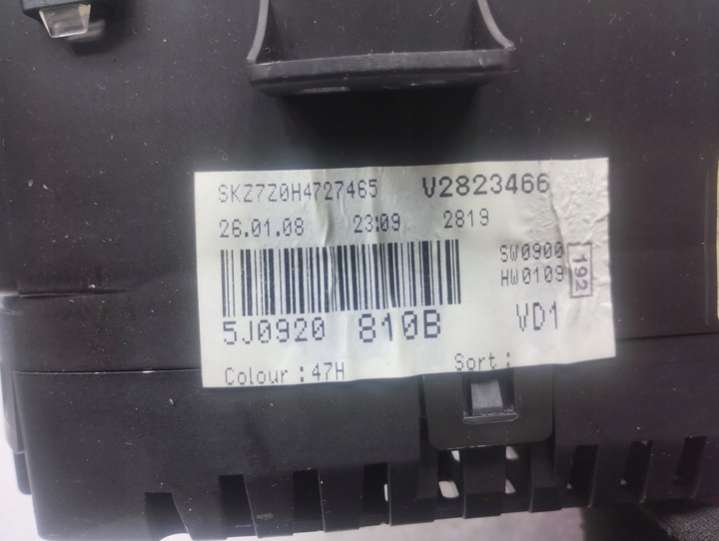 SKZ7Z0H4727465 V2823466
26.01.08 23:09 2819
SW0900
HW0109
192
5J0920 810B VD1
Colour : 47H Sort :